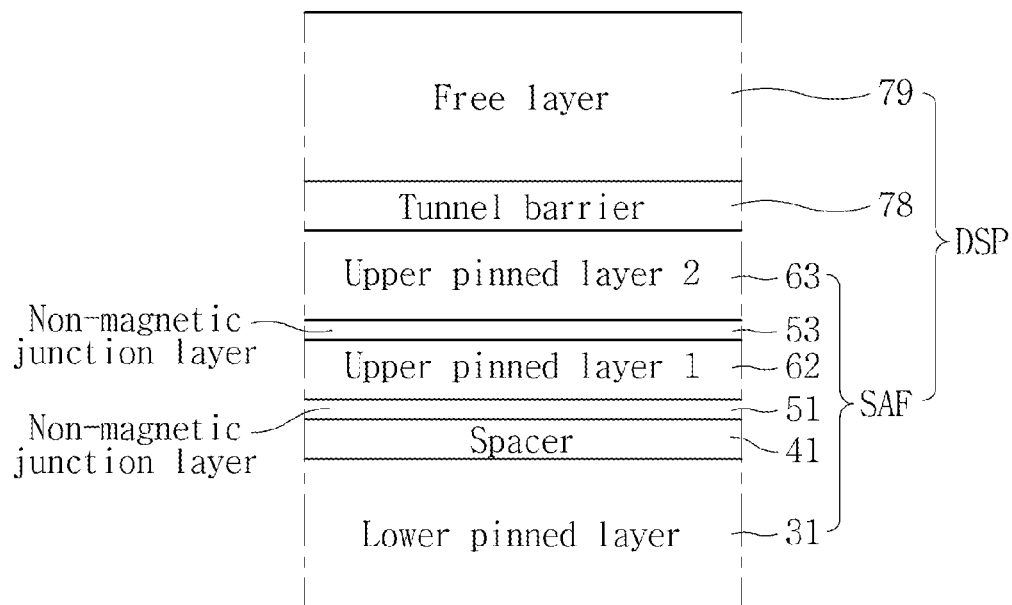 Free layer
79
Tunnel barrier
78
DSP
Upper pinned layer 2
63
Non-magnetic
junction layer
53
Upper pinned layer 1
62
SAF
51
Non-magnetic
junction layer
Spacer
41
Lower pinned layer
31